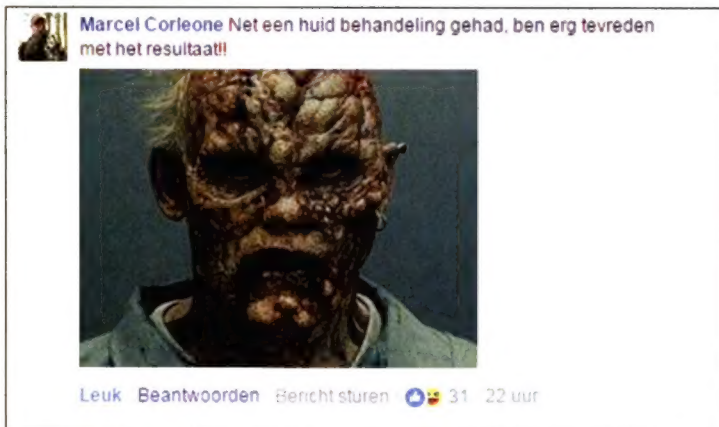 Marcel Corleone Net een huid behandeling gehad, ben erg tevreden
met het resultaat!!
Leuk Beantwoorden Bericht sturen 31 22 uur